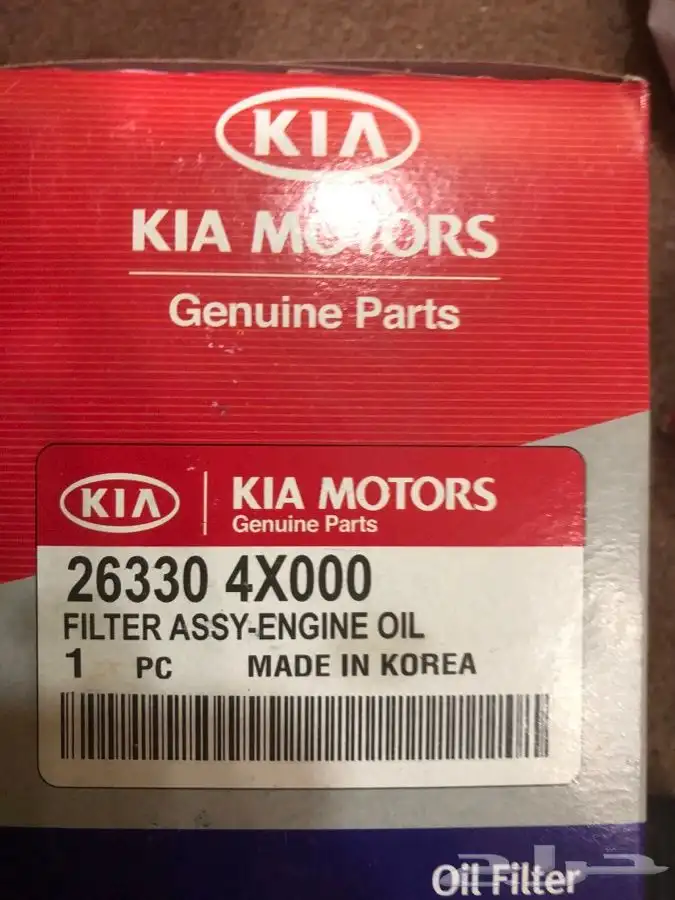 KIA
KIA MOTORS
Genuine Parts
KIA KIA MOTORS
Genuine Parts
26330 4X000
FILTER ASSY-ENGINE OIL
1 PC MADE IN KOREA
Oil Filter
حراج